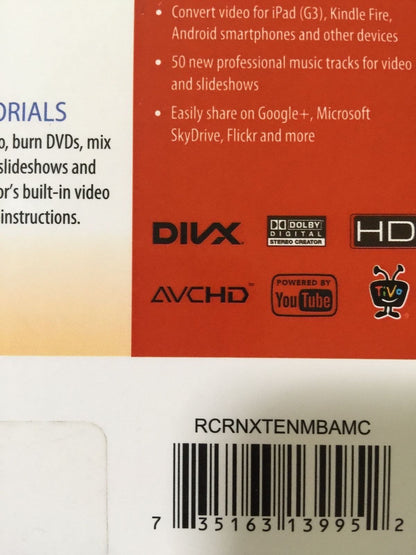 • Convert video for iPad (G3), Kindle Fire,
Android smartphones and other devices
• 50 new professional music tracks for video
and slideshows
• Easily share on Google+, Microsoft
SkyDrive, Flickr and more
ORIALS
o, burn DVDs, mix
slideshows and
or's built-in video
instructions.
DIVX
DOLBY
DIGITAL
STEREO CREATOR
HD
AVCHD™
POWERED BY
YouTube
TiVo
RCRNXTENMBAMC
7 35163 13995 2